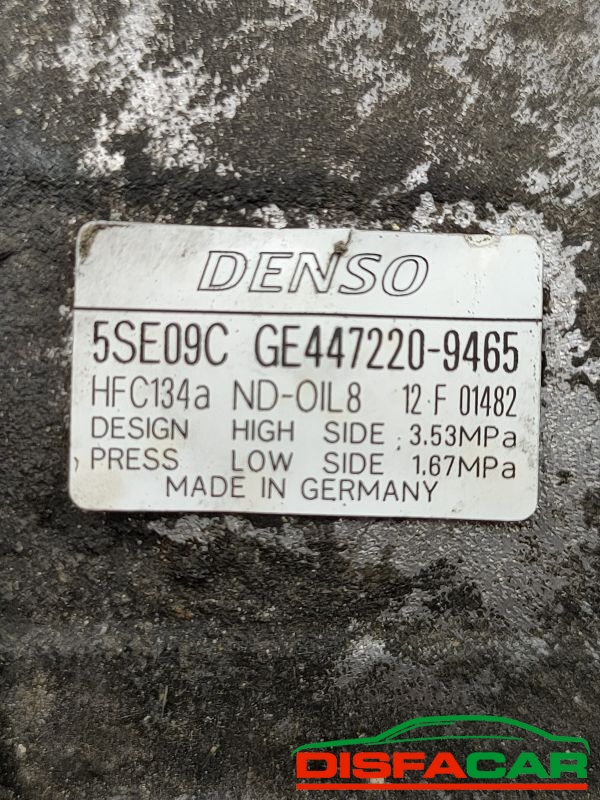 DENSO
5SE09C GE447220-9465
HFC134a ND-OIL8 12 F 01482
DESIGN HIGH SIDE : 3.53MPa
PRESS LOW SIDE : 1.67MPa
MADE IN GERMANY
DISFACAR